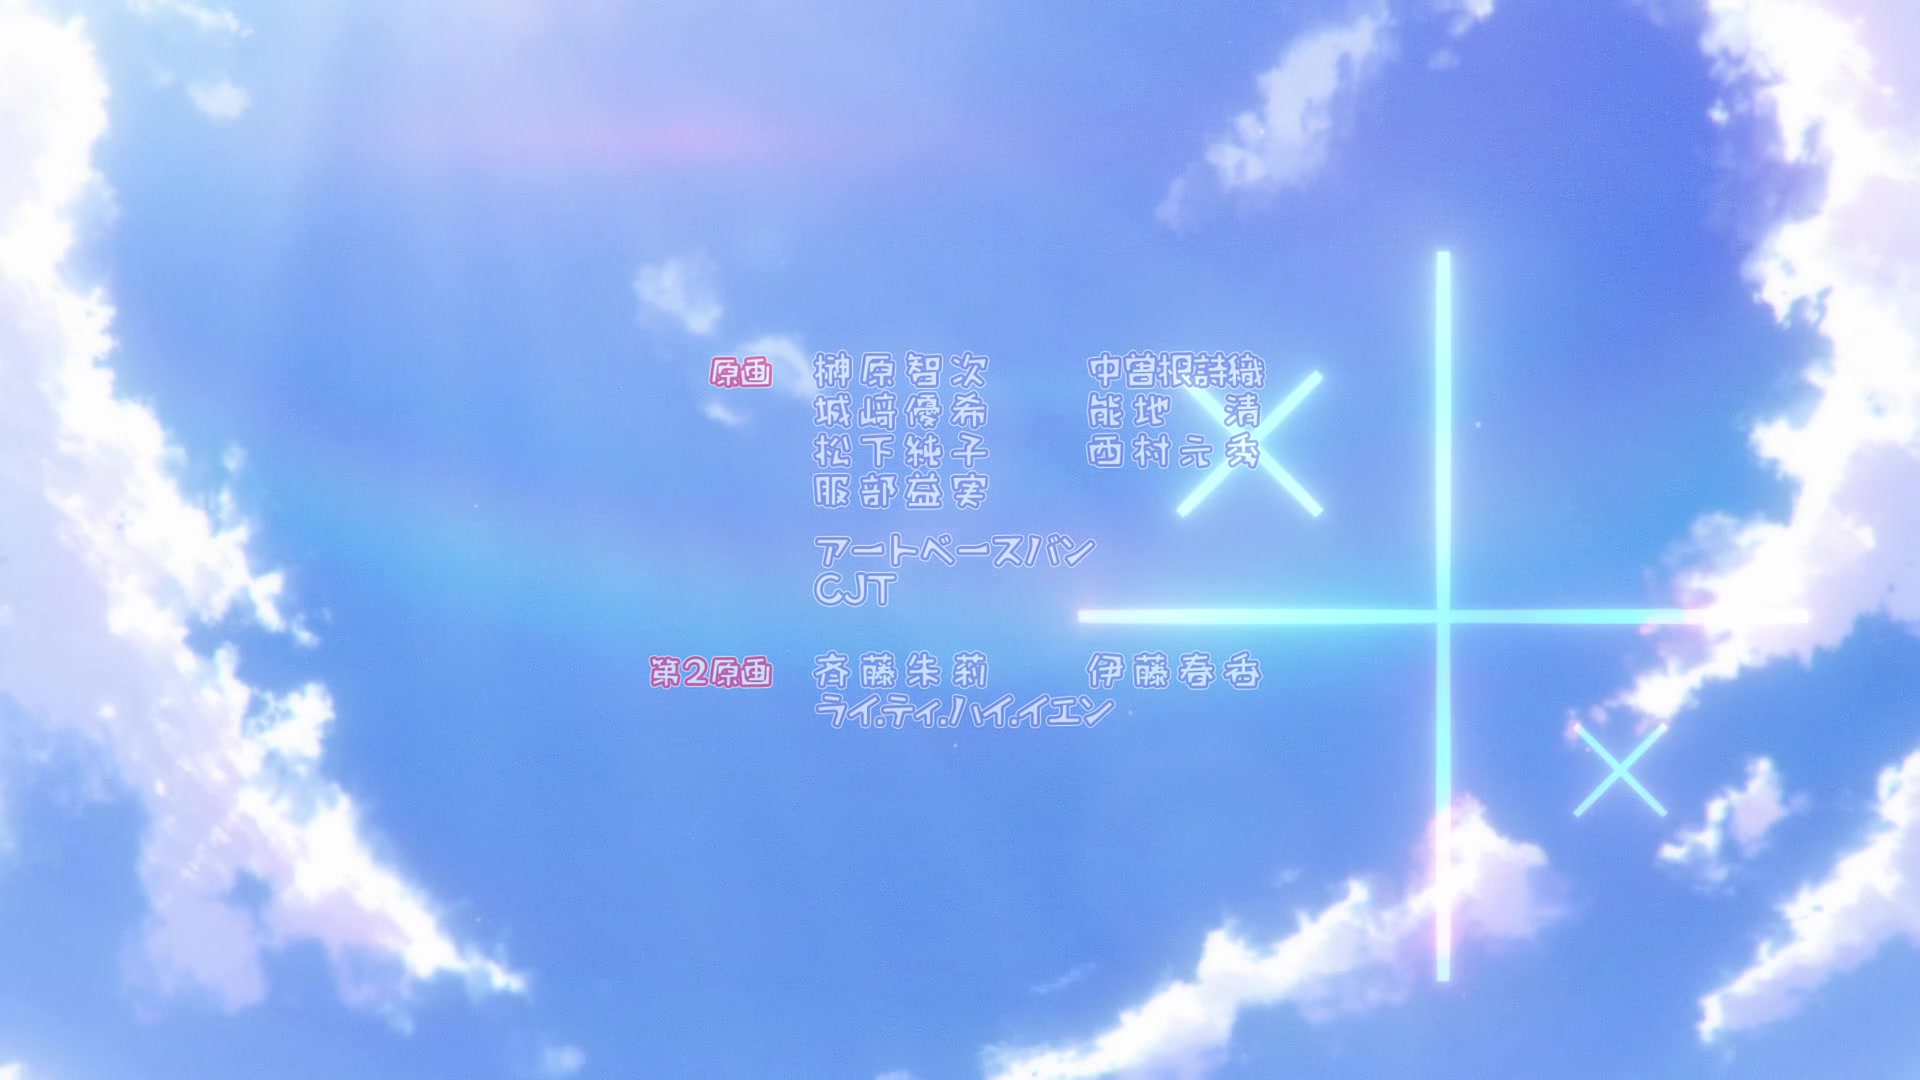 原画 榊原智次 中曽根詩織
城﨑優希 能地 清
松下純子 西村元秀
服部益実
アートベースバン
CJT
第2原画 斉藤朱莉 伊藤春香
ライ.ティ.ハイ.イエン